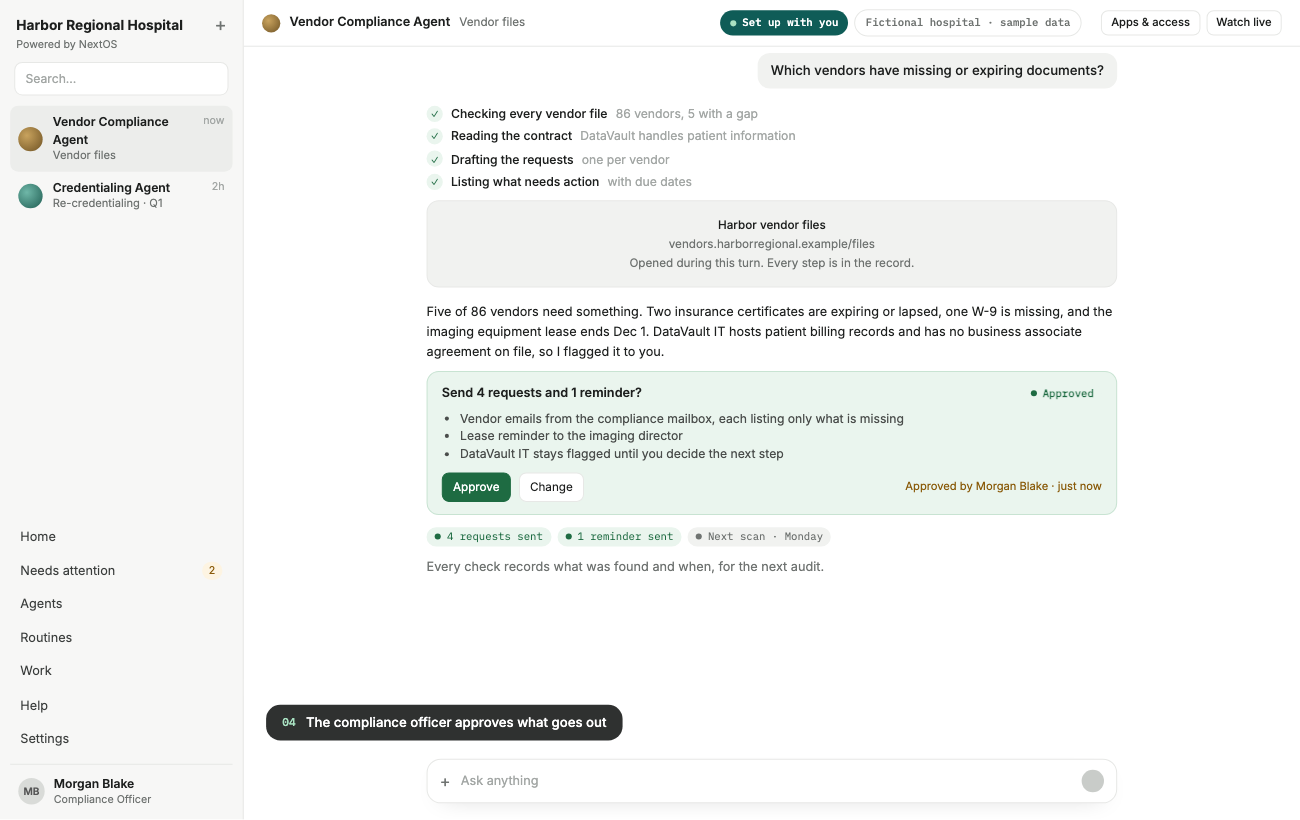 Harbor Regional Hospital
+
Powered by NextOS
Search...
Vendor Compliance Agent
now
Vendor files
Credentialing Agent
2h
Re-credentialing · Q1
Home
Needs attention
2
Agents
Routines
Work
Help
Settings
MB
Morgan Blake
Compliance Officer
Vendor Compliance Agent Vendor files
Set up with you
Fictional hospital · sample data
Apps & access
Watch live
Which vendors have missing or expiring documents?
✓ Checking every vendor file 86 vendors, 5 with a gap
✓ Reading the contract DataVault handles patient information
✓ Drafting the requests one per vendor
✓ Listing what needs action with due dates
Harbor vendor files
vendors.harborregional.example/files
Opened during this turn. Every step is in the record.
Five of 86 vendors need something. Two insurance certificates are expiring or lapsed, one W-9 is missing, and the
imaging equipment lease ends Dec 1. DataVault IT hosts patient billing records and has no business associate
agreement on file, so I flagged it to you.
Send 4 requests and 1 reminder?
Approved
• Vendor emails from the compliance mailbox, each listing only what is missing
• Lease reminder to the imaging director
• DataVault IT stays flagged until you decide the next step
Approve
Change
Approved by Morgan Blake · just now
4 requests sent
1 reminder sent
Next scan · Monday
Every check records what was found and when, for the next audit.
04 The compliance officer approves what goes out
+ Ask anything